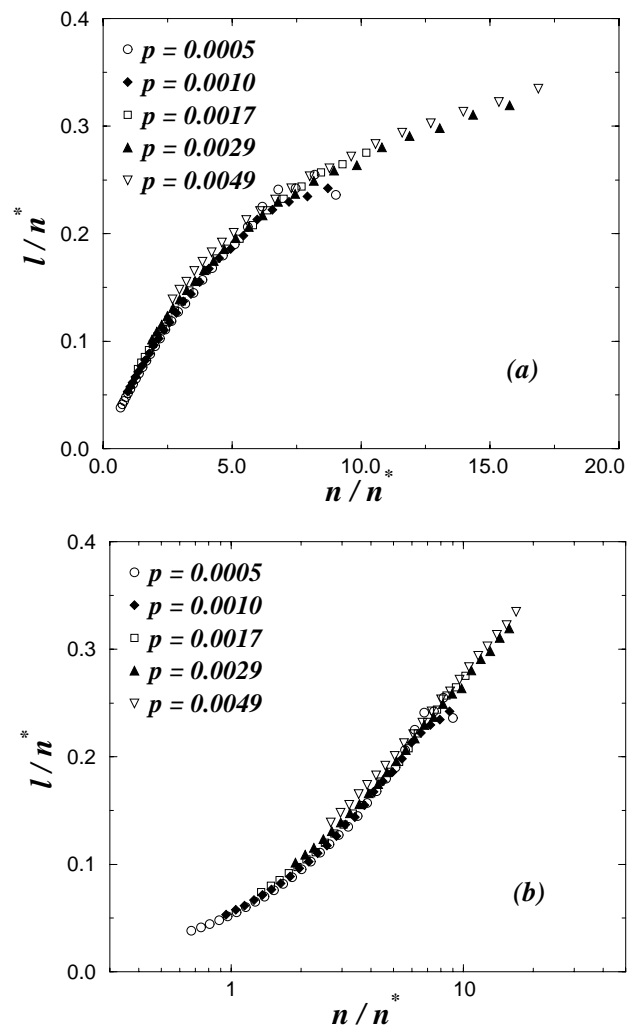 0.4
p = 0.0005
p = 0.0010
p = 0.0017
p = 0.0029
p = 0.0049
0.3
0.2
0.1
0.0
l / n*
(a)
0.0 5.0 10.0 15.0 20.0
n / n*
0.4
p = 0.0005
p = 0.0010
p = 0.0017
p = 0.0029
p = 0.0049
0.3
0.2
0.1
0.0
l / n*
(b)
1 10
n / n*